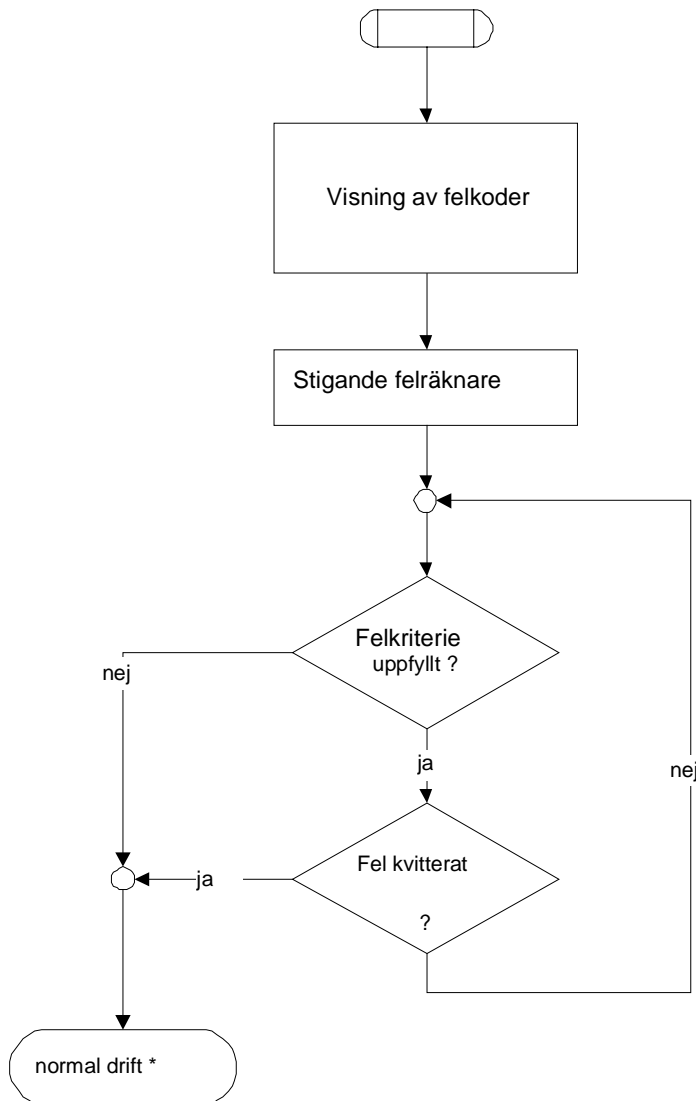 Visning av felkoder
Stigande felräknare
Felkriterie
uppfyllt ?
nej
ja
nej
Fel kvitterat
?
ja
normal drift *